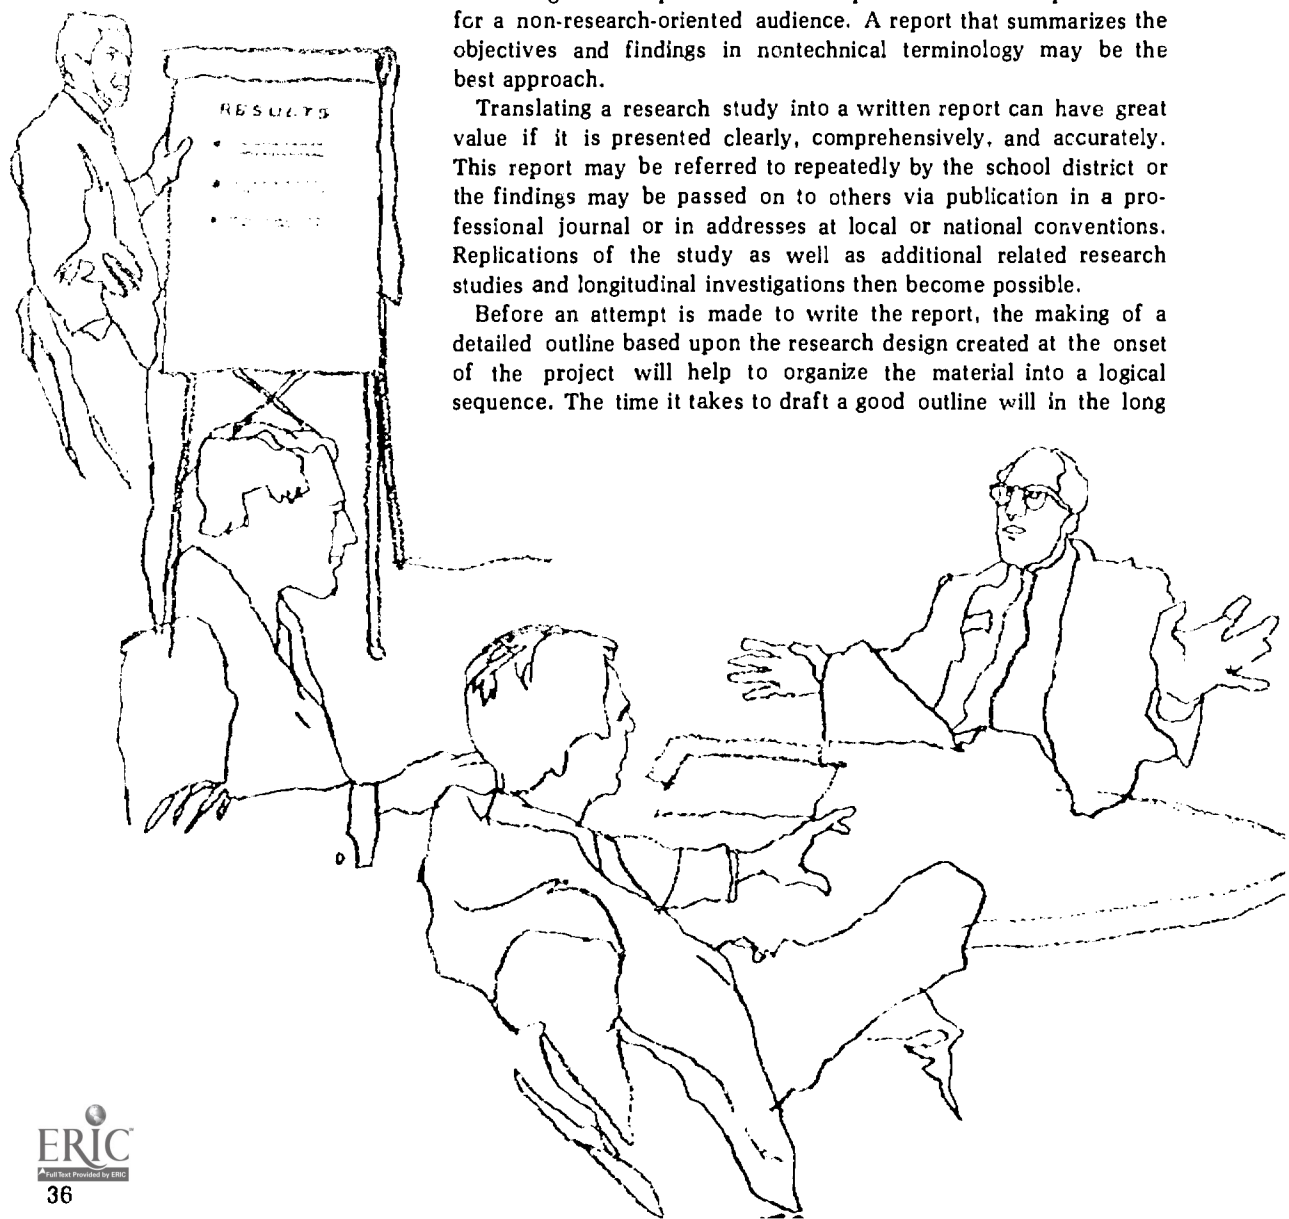 for a non-research-oriented audience. A report that summarizes the
objectives and findings in nontechnical terminology may be the
best approach.
Translating a research study into a written report can have great
value if it is presented clearly, comprehensively, and accurately.
This report may be referred to repeatedly by the school district or
the findings may be passed on to others via publication in a pro-
fessional journal or in addresses at local or national conventions.
Replications of the study as well as additional related research
studies and longitudinal investigations then become possible.
Before an attempt is made to write the report, the making of a
detailed outline based upon the research design created at the onset
of the project will help to organize the material into a logical
sequence. The time it takes to draft a good outline will in the long
RESULTS
ERIC
Full Text Provided by ERIC
36